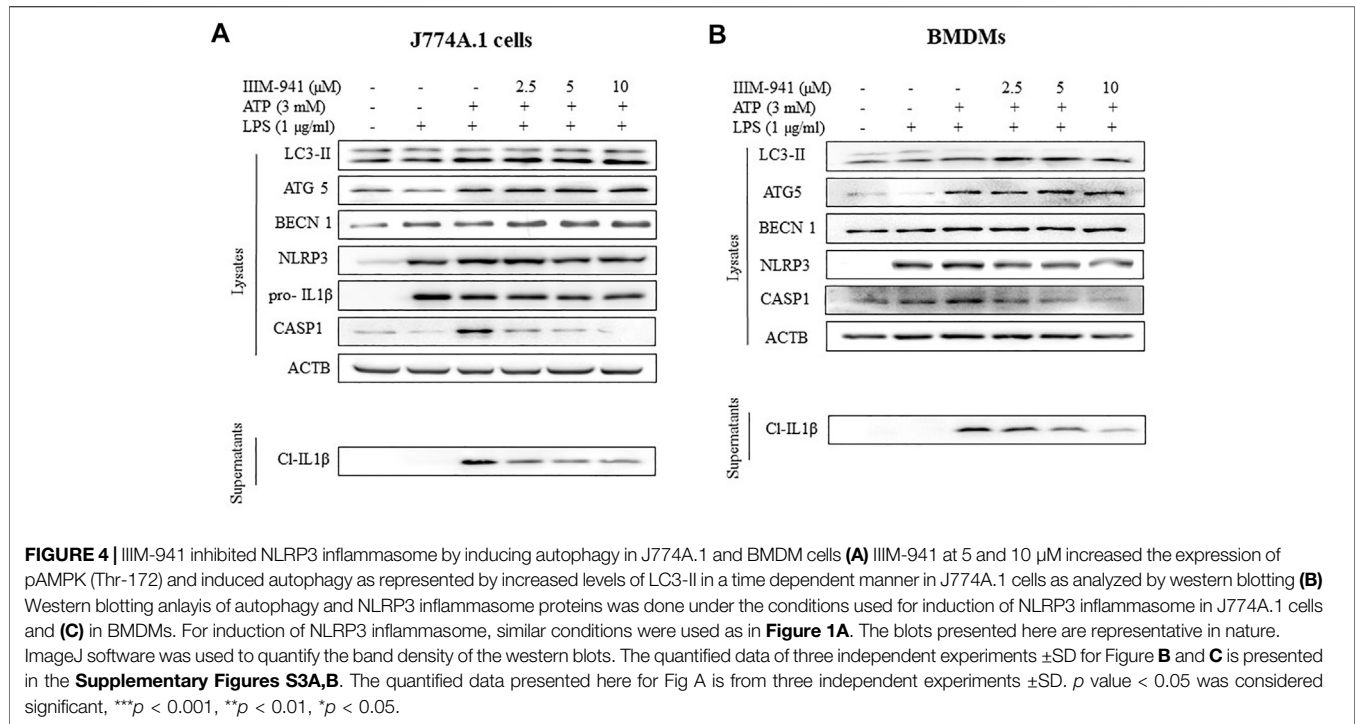 A
J774A.1 cells
IIIM-941 (µM) - - - 2.5 5 10
ATP (3 mM) - - + + + +
LPS (1 µg/ml) - + + + + +
Lysates
LC3-II
ATG 5
BECN 1
NLRP3
pro- IL1β
CASP1
ACTB
Supernatants
Cl-IL1β
B
BMDMs
IIIM-941 (µM) - - - 2.5 5 10
ATP (3 mM) - - + + + +
LPS (1 µg/ml) - + + + + +
Lysates
LC3-II
ATG5
BECN 1
NLRP3
CASP1
ACTB
Supernatants
Cl-IL1β
FIGURE 4 | IIIM-941 inhibited NLRP3 inflammasome by inducing autophagy in J774A.1 and BMDM cells (A) IIIM-941 at 5 and 10 µM increased the expression of
pAMPK (Thr-172) and induced autophagy as represented by increased levels of LC3-II in a time dependent manner in J774A.1 cells as analyzed by western blotting (B)
Western blotting anlayis of autophagy and NLRP3 inflammasome proteins was done under the conditions used for induction of NLRP3 inflammasome in J774A.1 cells
and (C) in BMDMs. For induction of NLRP3 inflammasome, similar conditions were used as in Figure 1A. The blots presented here are representative in nature.
ImageJ software was used to quantify the band density of the western blots. The quantified data of three independent experiments ±SD for Figure B and C is presented
in the Supplementary Figures S3A,B. The quantified data presented here for Fig A is from three independent experiments ±SD. p value < 0.05 was considered
significant, ***p < 0.001, **p < 0.01, *p < 0.05.